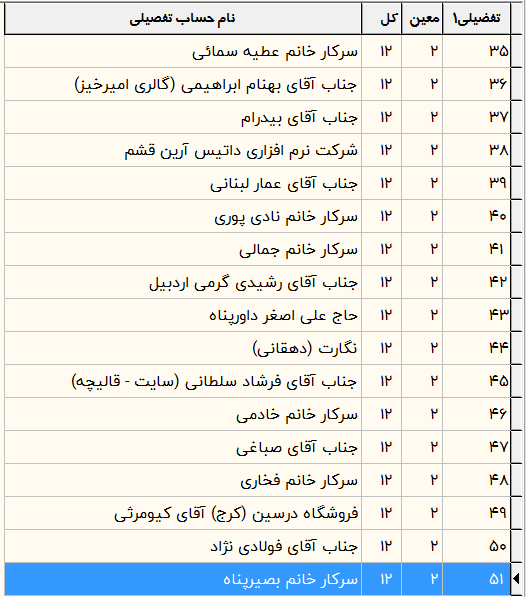 تفضیلی۱ معین کل نام حساب تفصیلی
۳۵ ۲ ۱۲ سرکار خانم عطیه سمائی
۳۶ ۲ ۱۲ جناب آقای بهنام ابراهیمی (گالری امیرخیز)
۳۷ ۲ ۱۲ جناب آقای بیدرام
۳۸ ۲ ۱۲ شرکت نرم افزاری داتیس آرین قشم
۳۹ ۲ ۱۲ جناب آقای عمار لبنانی
۴۰ ۲ ۱۲ سرکار خانم نادی پوری
۴۱ ۲ ۱۲ سرکار خانم جمالی
۴۲ ۲ ۱۲ جناب آقای رشیدی گرمی اردبیل
۴۳ ۲ ۱۲ حاج علی اصغر داورپناه
۴۴ ۲ ۱۲ نگارت (دهقانی)
۴۵ ۲ ۱۲ جناب آقای فرشاد سلطانی (سایت - قالیچه)
۴۶ ۲ ۱۲ سرکار خانم خادمی
۴۷ ۲ ۱۲ جناب آقای صباغی
۴۸ ۲ ۱۲ سرکار خانم فخاری
۴۹ ۲ ۱۲ فروشگاه درسین (کرج) آقای کیومرثی
۵۰ ۲ ۱۲ جناب آقای فولادی نژاد
۵۱ ۲ ۱۲ سرکار خانم بصیرپناه